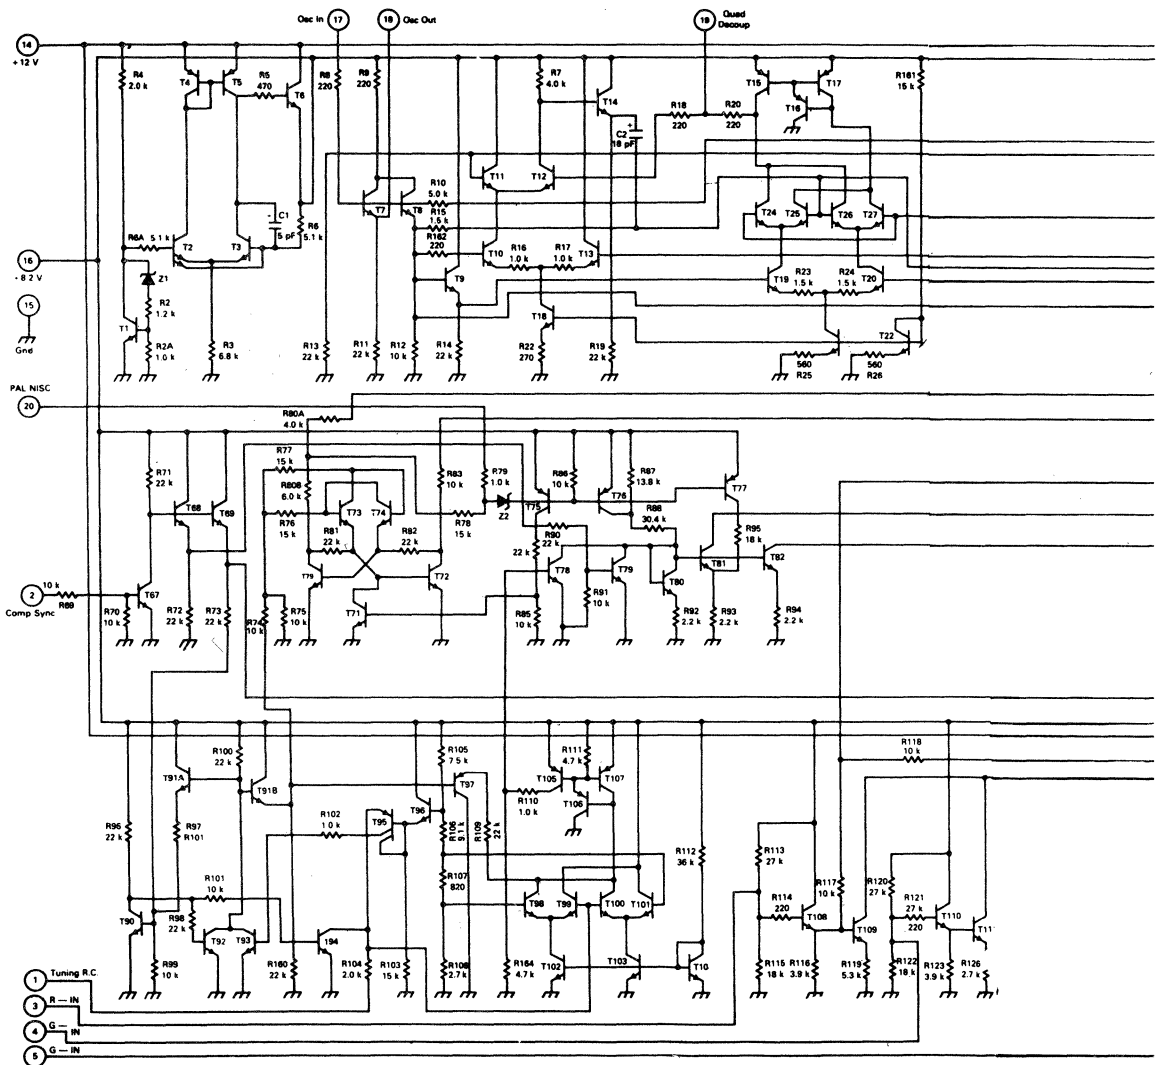 Osc In
17
18
Osc Out
19
Quad
Decoup
14
+ 12 V
R4
2.0 k
T4
T5
R5
470
T6
R8
220
R9
220
R7
4.0 k
T14
C2
18 pF
R18
220
R20
220
T15
T16
T17
R161
15 k
T11
T12
R10
5.0 k
R15
1.5 k
R162
220
T7
T8
C1
5 pF
R6
5.1 k
R6A
5.1 k
T2
T3
T24
T25
T26
T27
16
- 8 2 V
Z1
R2
1.2 k
T10
R16
1.0 k
R17
1.0 k
T13
T9
T19
R23
1.5 k
R24
1.5 k
T20
15
Gnd
T1
R2A
1.0 k
R3
6.8 k
R13
22 k
R11
22 k
R12
10 k
R14
22 k
T18
R22
270
R19
22 k
T22
560
R25
560
R26
PAL NISC
20
R80A
4.0 k
R71
22 k
R77
15 k
R80B
6.0 k
R83
10 k
R79
1.0 k
R86
10 k
R87
13.8 k
T77
T68
T69
R76
15 k
T73
T74
R78
15 k
Z2
T75
T76
R88
30.4 k
R95
18 k
R81
22 k
R82
22 k
R90
22 k
22 k
T79
T72
T78
T79
T80
T81
T82
2
Comp Sync
10 k
R69
R70
10 k
T67
R72
22 k
R73
22 k
R74
10 k
R75
10 k
T71
R85
10 k
R91
10 k
R92
2.2 k
R93
2.2 k
R94
2.2 k
R100
22 k
T91A
T91B
R105
7 5 k
T97
R111
4.7 k
T105
T107
R110
1.0 k
T106
R118
10 k
R96
22 k
R97
R101
R102
1.0 k
T95
T96
R106
9.1 k
R109
22 k
R112
36 k
R113
27 k
R101
10 k
R107
820
R117
10 k
R120
27 k
T90
R98
22 k
T92
T93
194
T98
T99
T100
T101
R114
220
T108
T109
R121
27 k
220
T110
T11
R99
10 k
R160
22 k
R104
2.0 k
R103
15 k
R108
2.7 k
R164
4.7 k
T102
T103
T10
R115
18 k
R116
3.9 k
R119
5.3 k
R122
18 k
R123
3.9 k
R126
2.7 k
1
Tuning R.C.
3
R — IN
4
G — IN
5
G — IN